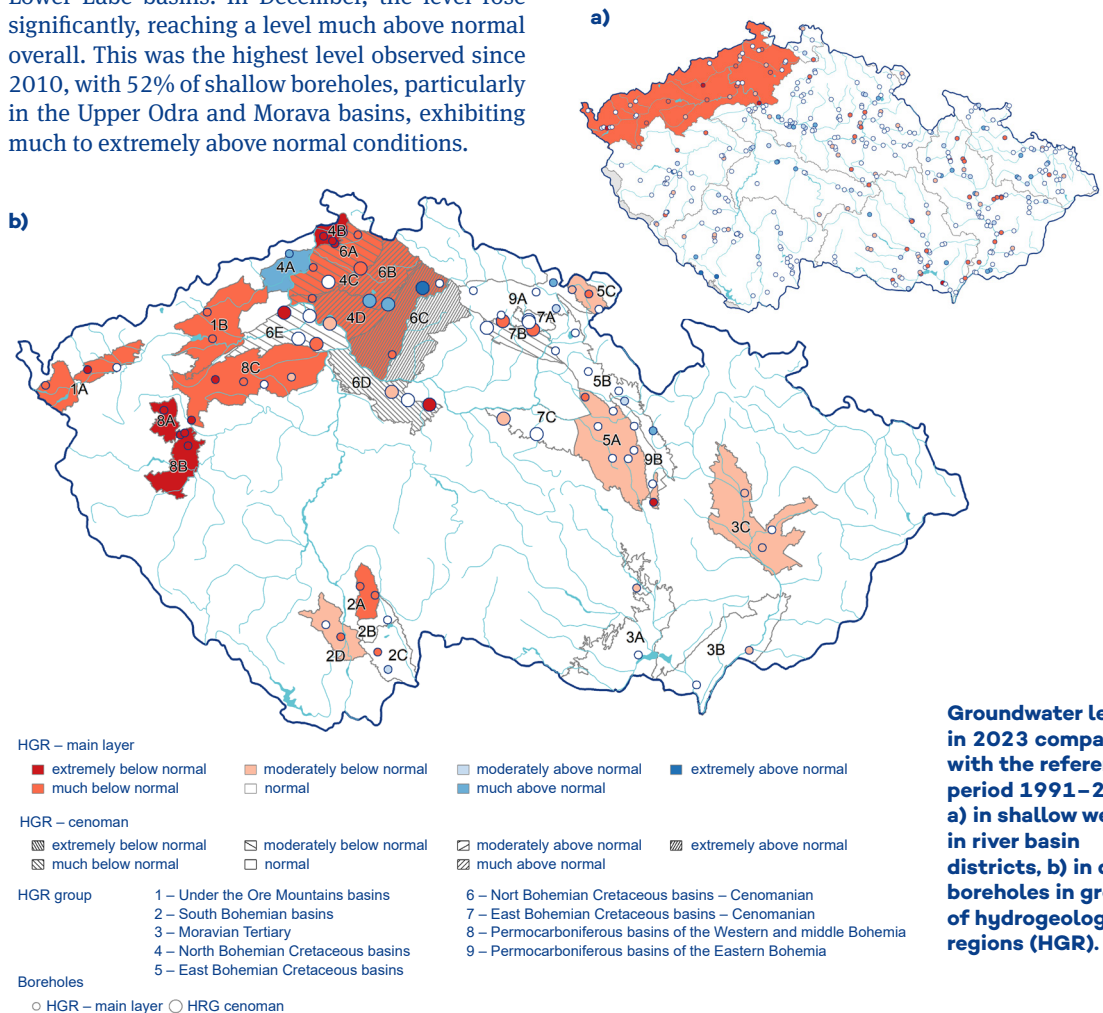 Lower Labe basins. In December, the level rose
significantly, reaching a level much above normal
overall. This was the highest level observed since
2010, with 52% of shallow boreholes, particularly
in the Upper Odra and Morava basins, exhibiting
much to extremely above normal conditions.
a)
b)
4B
6A
4A
4C
6B
5C
9A
7A
1B
4D
6C
7B
6E
8C
6D
1A
5B
8A
7C
5A
8B
9B
3C
2A
2B
3A
2D
2C
3B
HGR – main layer
extremely below normal
moderately below normal
moderately above normal
extremely above normal
much below normal
normal
much above normal
HGR – cenoman
extremely below normal
moderately below normal
moderately above normal
extremely above normal
much below normal
normal
much above normal
HGR group
1 – Under the Ore Mountains basins
2 – South Bohemian basins
3 – Moravian Tertiary
4 – North Bohemian Cretaceous basins
5 – East Bohemian Cretaceous basins
6 – Nort Bohemian Cretaceous basins – Cenomanian
7 – East Bohemian Cretaceous basins – Cenomanian
8 – Permocarboniferous basins of the Western and middle Bohemia
9 – Permocarboniferous basins of the Eastern Bohemia
Boreholes
HGR – main layer HRG cenoman
Groundwater le
in 2023 compa
with the refere
period 1991–2
a) in shallow we
in river basin
districts, b) in
boreholes in gr
of hydrogeolog
regions (HGR).